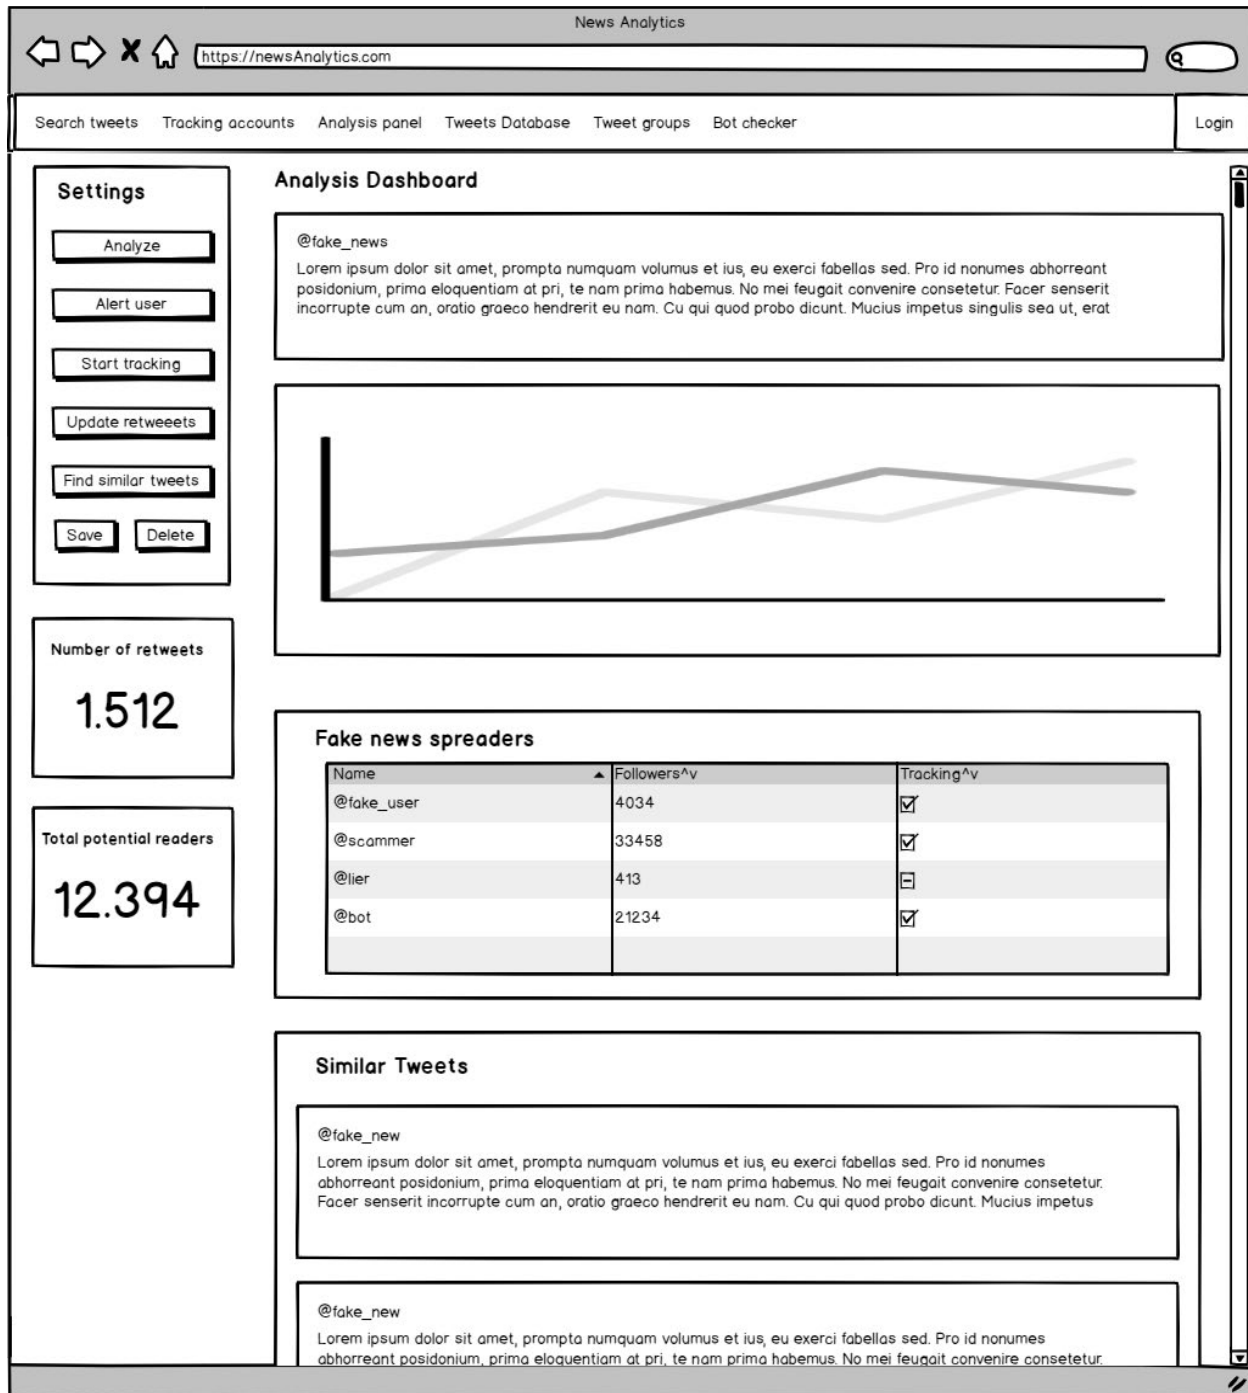 News Analytics
https://newsAnalytics.com
Search tweets Tracking accounts Analysis panel Tweets Database Tweet groups Bot checker Login
Settings
Analyze
Alert user
Start tracking
Update retweeets
Find similar tweets
Save Delete
Number of retweets
1.512
Total potential readers
12.394
Analysis Dashboard
@fake_news
Lorem ipsum dolor sit amet, prompta numquam volumus et ius, eu exerci fabellas sed. Pro id nonumes abhorreant
posidonium, prima eloquentiam at pri, te nam prima habemus. No mei feugait convenire consetetur. Facer senserit
incorrupte cum an, oratio graeco hendrerit eu nam. Cu qui quod probo dicunt. Mucius impetus singulis sea ut, erat
Fake news spreaders
Name Followers^v Tracking^v
@fake_user 4034
@scammer 33458
@lier 413
@bot 21234
Similar Tweets
@fake_new
Lorem ipsum dolor sit amet, prompta numquam volumus et ius, eu exerci fabellas sed. Pro id nonumes
abhorreant posidonium, prima eloquentiam at pri, te nam prima habemus. No mei feugait convenire consetetur.
Facer senserit incorrupte cum an, oratio graeco hendrerit eu nam. Cu qui quod probo dicunt. Mucius impetus
@fake_new
Lorem ipsum dolor sit amet, prompta numquam volumus et ius, eu exerci fabellas sed. Pro id nonumes
abhorreant posidonium, prima eloquentiam at pri, te nam prima habemus. No mei feugait convenire consetetur.